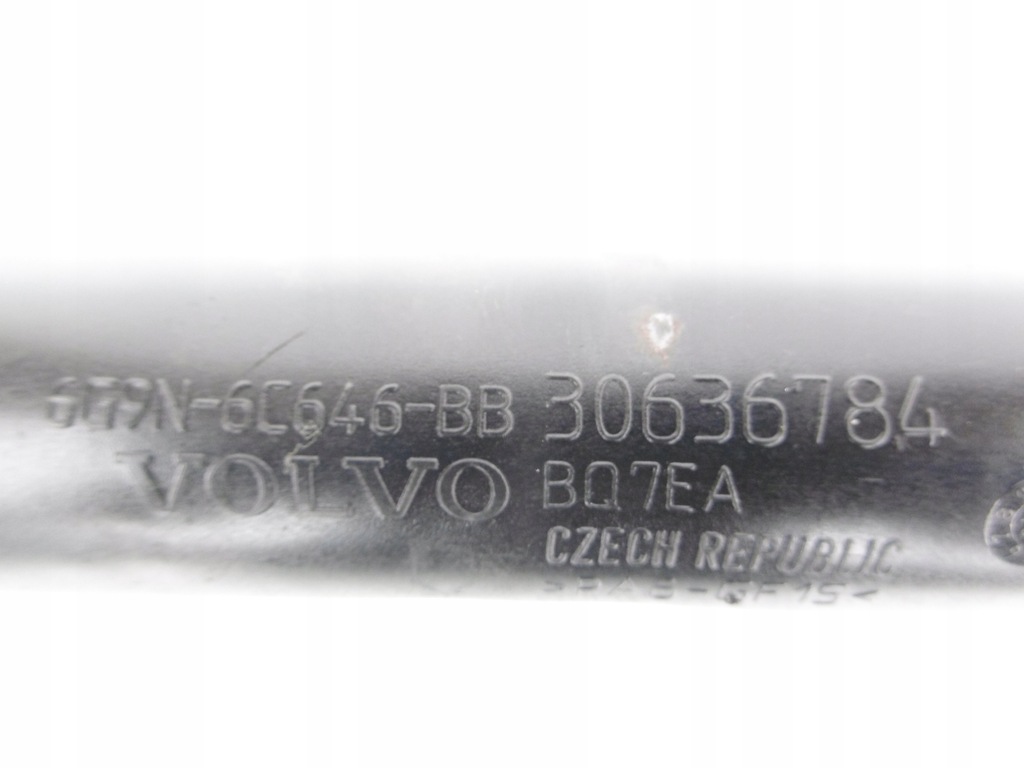 6G9N-6C646-BB 30636784
VOLVO BQ7EA
CZECH REPUBLIC